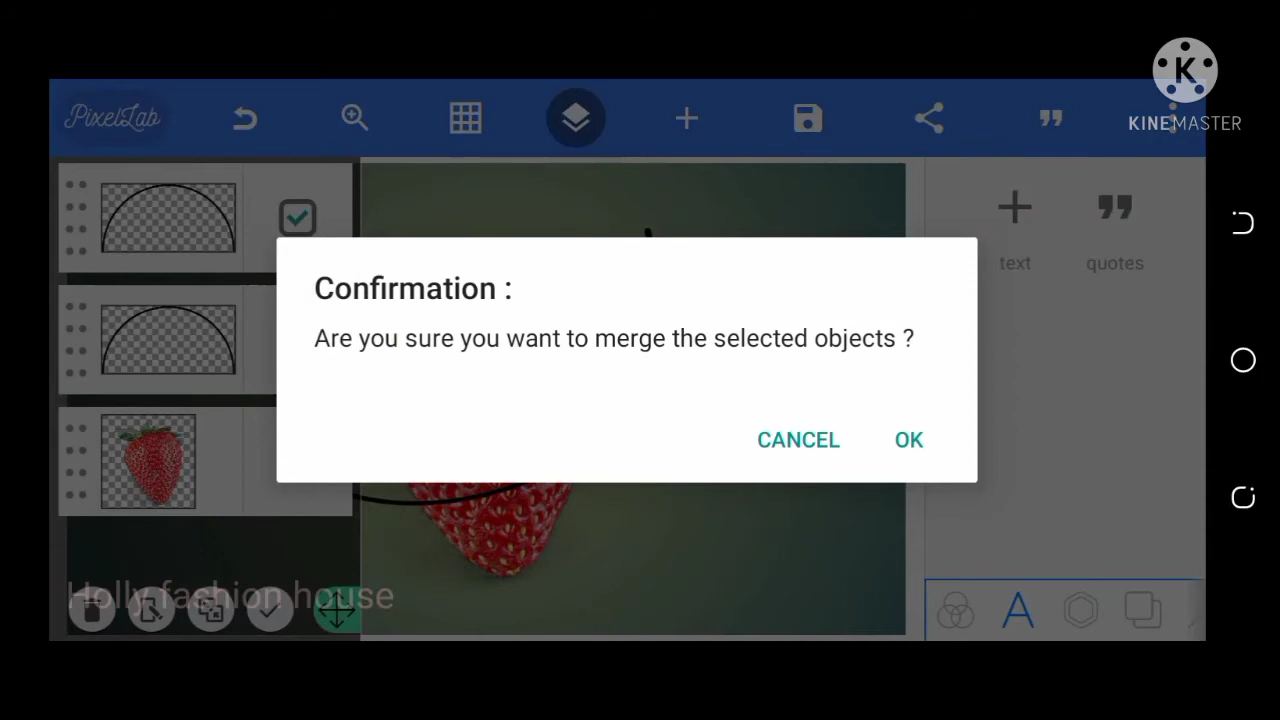 PixelLab
KINEMASTER
text
quotes
Confirmation :
Are you sure you want to merge the selected objects ?
CANCEL
OK
Holly fashion house